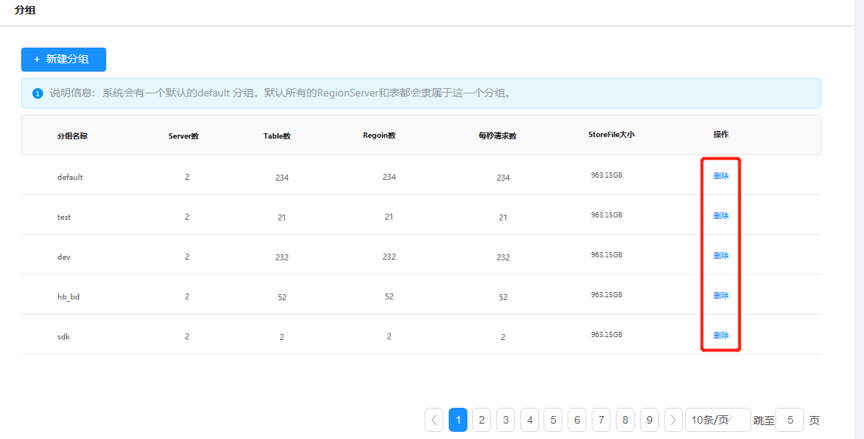 分组
+ 新建分组
说明信息: 系统会有一个默认的default 分组。默认所有的RegionServer和表都会隶属于这一个分组。
分组名称 Server数 Table数 Regoin数 每秒请求数 StoreFile大小 操作
default 2 234 234 234 963.15GB 删除
test 2 21 21 21 963.15GB 删除
dev 2 232 232 232 963.15GB 删除
hb_bd 2 52 52 52 963.15GB 删除
sdk 2 2 2 2 963.15GB 删除
1 2 3 4 5 6 7 8 9 10条/页 跳至 5 页